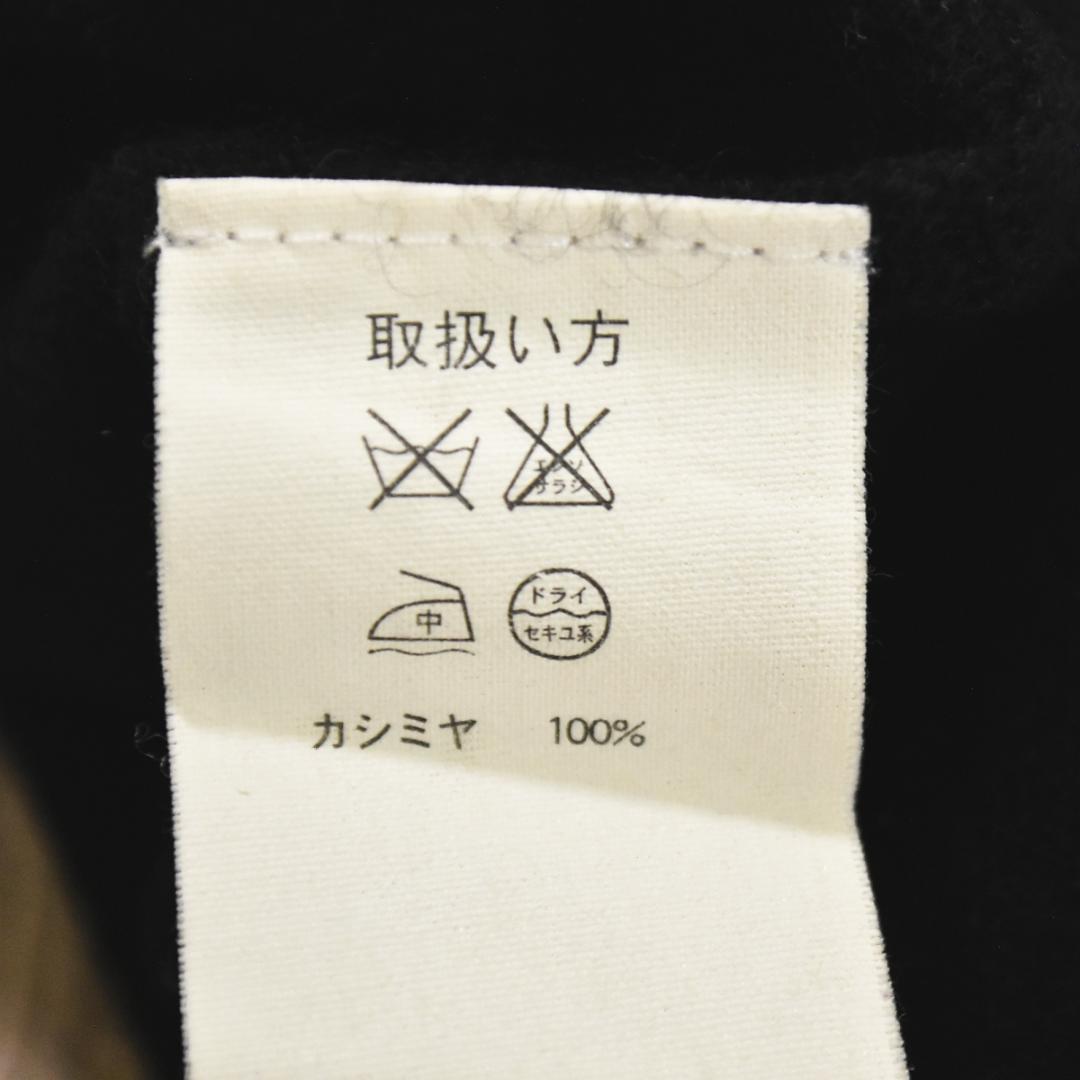 取扱い方
エンソ
サラシ
中
ドライ
セキユ系
カシミヤ 100%